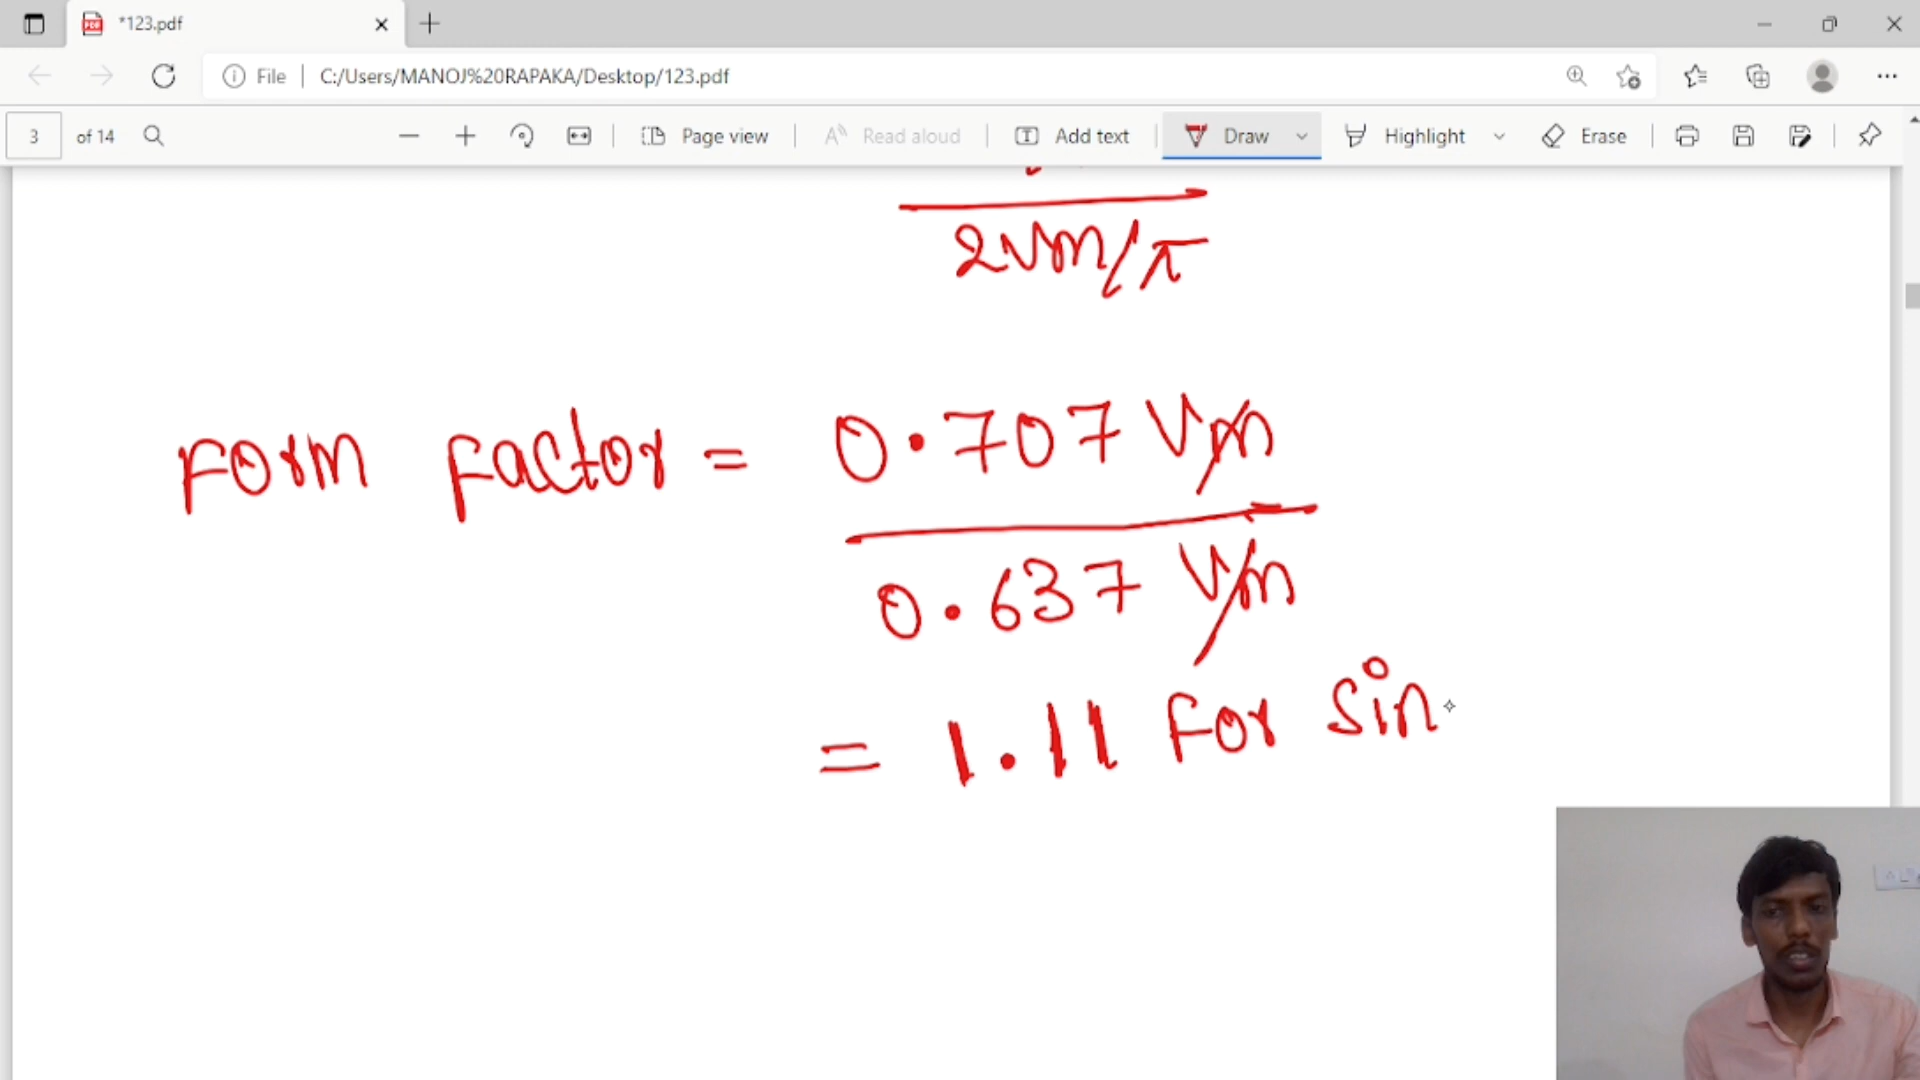 *123.pdf
File
C:/Users/MANOJ%20RAPAKA/Desktop/123.pdf
3 of 14
Page view
Read aloud
Add text
Draw
Highlight
Erase
2Vm/π
Form Factor = 0.707 Vm
0.637 Vm
= 1.11 For Sin